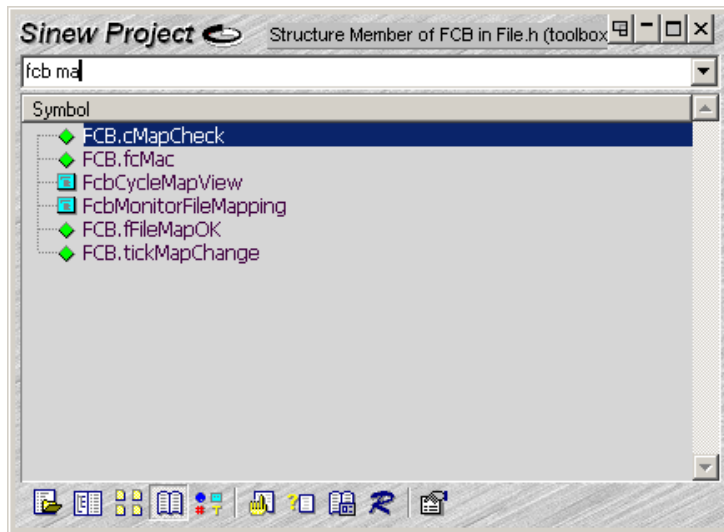 Sinew Project
Structure Member of FCB in File.h (toolbox
fcb ma
Symbol
FCB.cMapCheck
FCB.fcMac
FcbCycleMapView
FcbMonitorFileMapping
FCB.fFileMapOK
FCB.tickMapChange